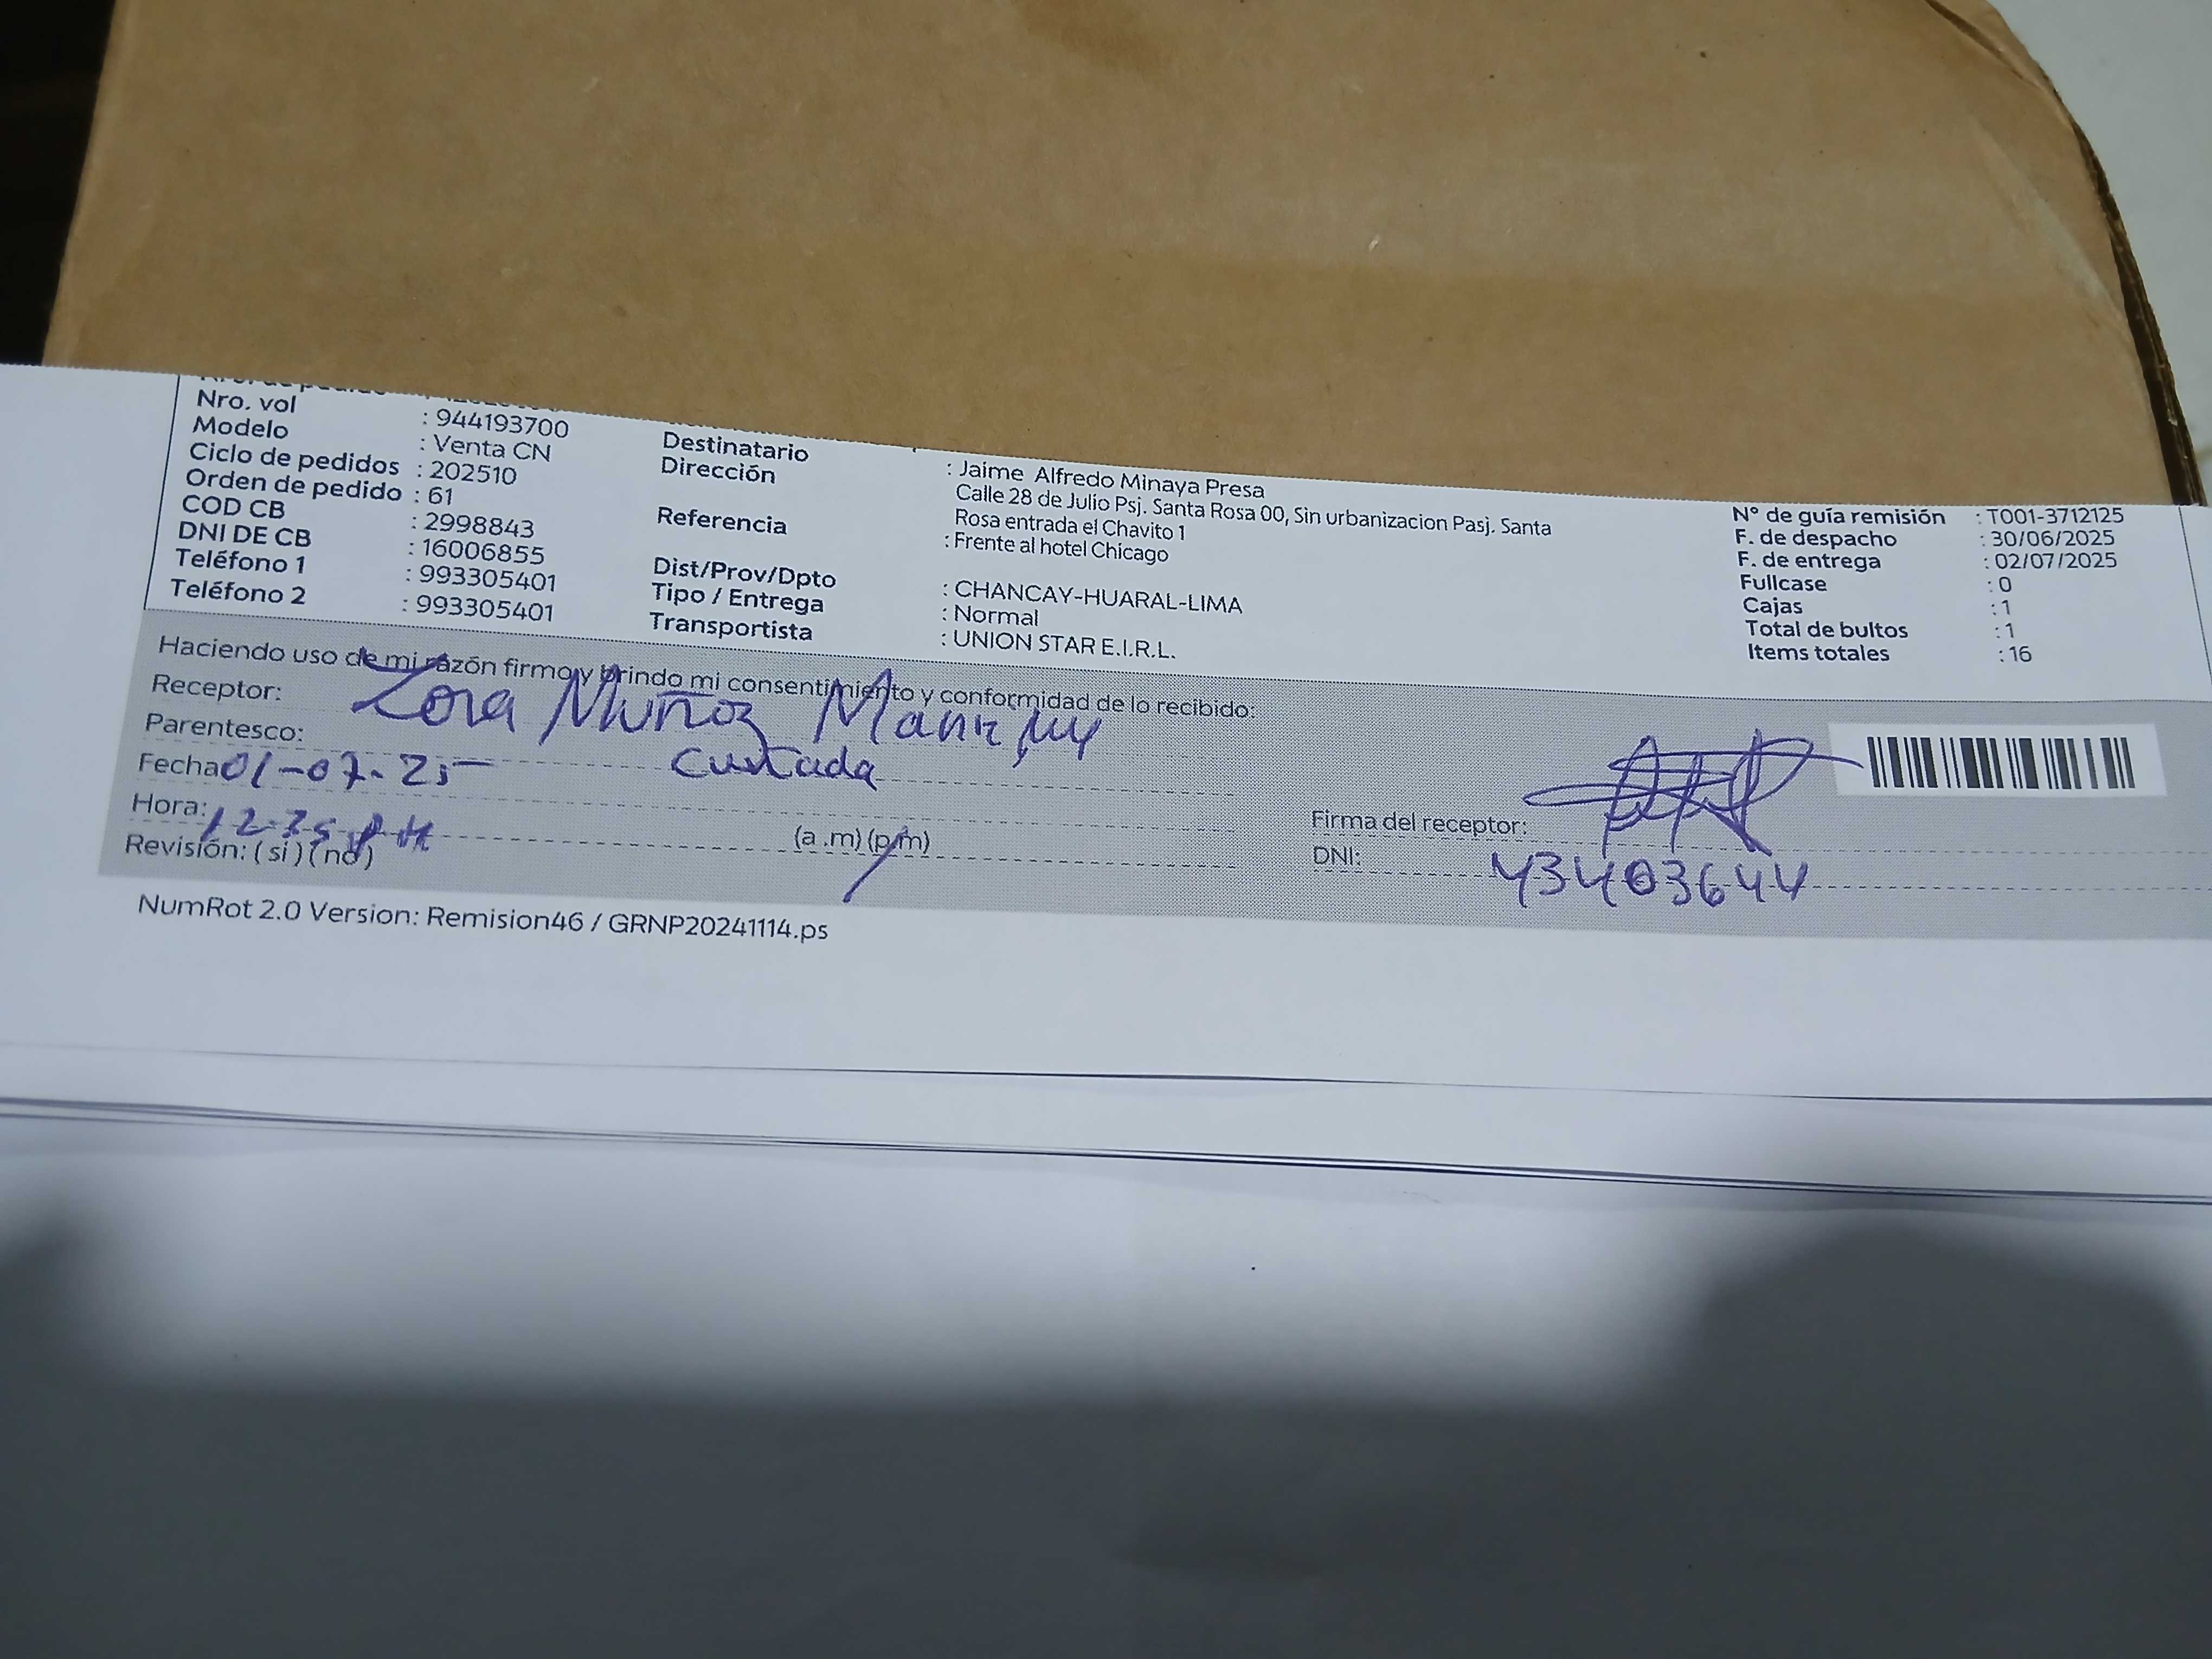 Nro. vol : 944193700
Modelo : Venta CN
Ciclo de pedidos : 202510
Orden de pedido : 61
COD CB : 2998843
DNI DE CB : 16006855
Teléfono 1 : 993305401
Teléfono 2 : 993305401
Destinatario : Jaime Alfredo Minaya Presa
Dirección Calle 28 de Julio Psj. Santa Rosa 00, Sin urbanizacion Pasj. Santa
Rosa entrada el Chavito 1
Referencia : Frente al hotel Chicago
Dist/Prov/Dpto : CHANCAY-HUARAL-LIMA
Tipo / Entrega : Normal
Transportista : UNION STAR E.I.R.L.
N° de guía remisión : T001-3712125
F. de despacho : 30/06/2025
F. de entrega : 02/07/2025
Fullcase : 0
Cajas : 1
Total de bultos : 1
Items totales : 16
Haciendo uso de mi razón firmo y brindo mi consentimiento y conformidad de lo recibido:
Receptor: Muñoz
Parentesco: Cuñada
Fecha 01-07-25
Hora: (a.m) (p.m)
Revisión: (si) (no)
Firma del receptor:
DNI: 43403644
NumRot 2.0 Version: Remision46 / GRNP20241114.ps